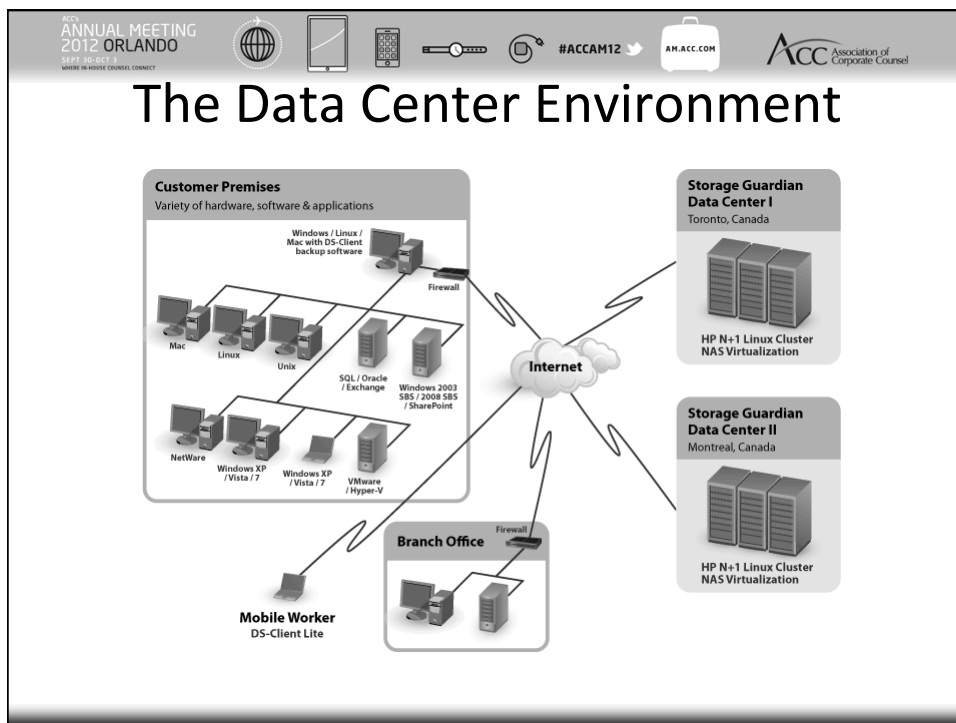 ACC's
ANNUAL MEETING
2012 ORLANDO
SEPT 30-OCT 3
WHERE IN-HOUSE COUNSEL CONNECT
#ACCAM12
AM.ACC.COM
ACC Association of
Corporate Counsel
The Data Center Environment
Customer Premises
Variety of hardware, software & applications
Windows / Linux /
Mac with DS-Client
backup software
Firewall
Mac
Linux
Unix
SQL / Oracle
/ Exchange
Windows 2003
SBS / 2008 SBS
/ SharePoint
NetWare
Windows XP
/ Vista / 7
Windows XP
/ Vista / 7
VMware
/ Hyper-V
Internet
Storage Guardian
Data Center I
Toronto, Canada
HP N+1 Linux Cluster
NAS Virtualization
Storage Guardian
Data Center II
Montreal, Canada
HP N+1 Linux Cluster
NAS Virtualization
Branch Office
Firewall
Mobile Worker
DS-Client Lite